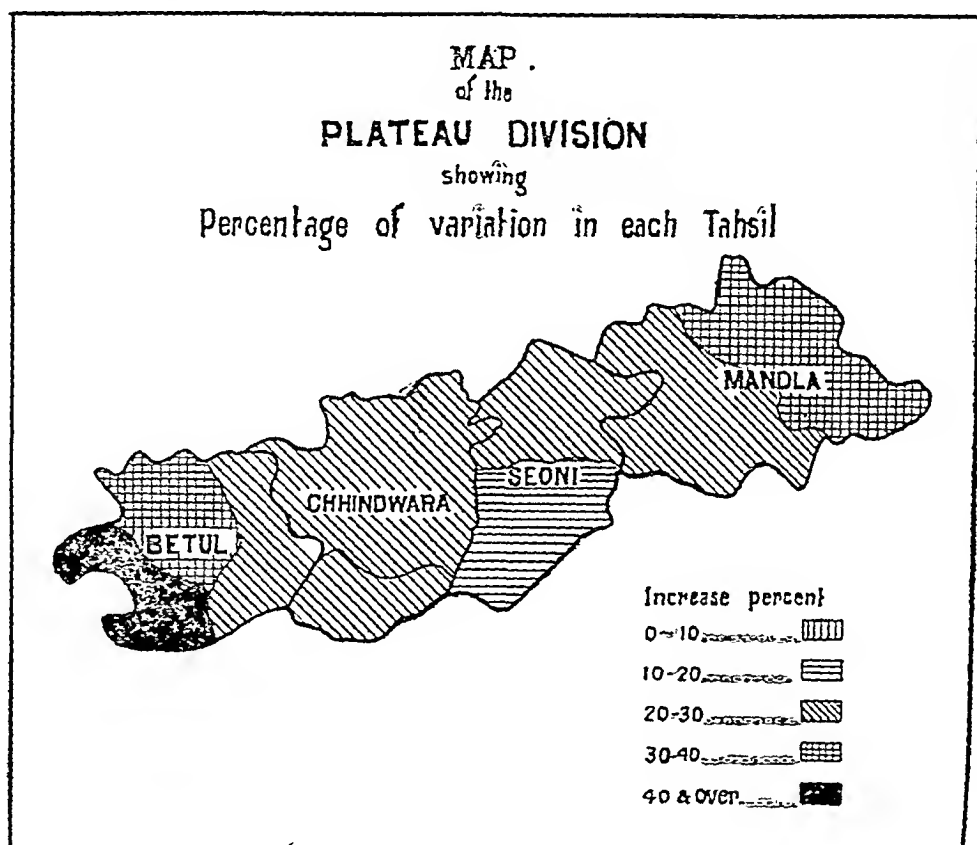 MAP.
of the
PLATEAU DIVISION
showing
Percentage of variation in each Tahsil
MANDLA
SEONI
CHHINDWARA
BETUL
Increase percent
0-10
10-20
20-30
30-40
40 & over